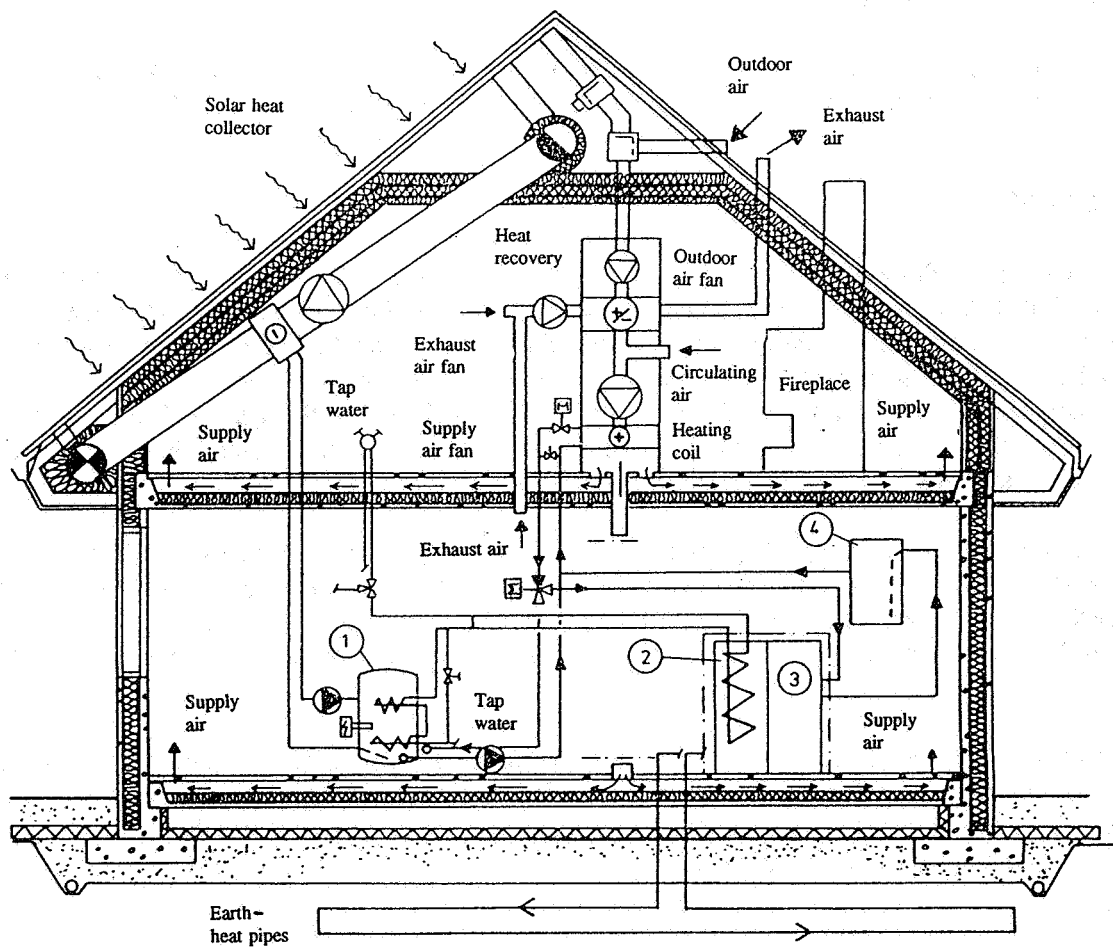 Outdoor
air
Exhaust
air
Solar heat
collector
Heat
recovery
Outdoor
air fan
Exhaust
air fan
Circulating
air
Fireplace
Tap
water
Supply
air
Supply
air fan
Heating
coil
Supply
air
M
Exhaust air
4
1
2
3
Supply
air
Tap
water
Supply
air
Earth-
heat pipes